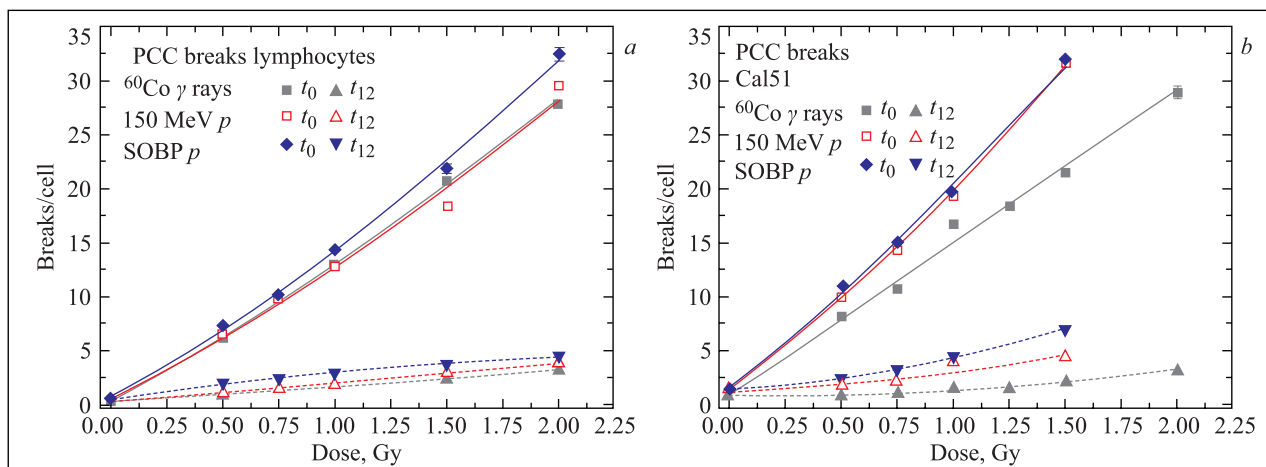 35
30
25
20
15
10
5
0
Breaks/cell
PCC breaks lymphocytes
a
⁶⁰Co γ rays t₀ t₁₂
150 MeV p t₀ t₁₂
SOBP p t₀ t₁₂
0.00 0.25 0.50 0.75 1.00 1.25 1.50 1.75 2.00 2.25
Dose, Gy
35
30
25
20
15
10
5
0
Breaks/cell
PCC breaks
b
Cal51
⁶⁰Co γ rays t₀ t₁₂
150 MeV p t₀ t₁₂
SOBP p t₀ t₁₂
0.00 0.25 0.50 0.75 1.00 1.25 1.50 1.75 2.00 2.25
Dose, Gy